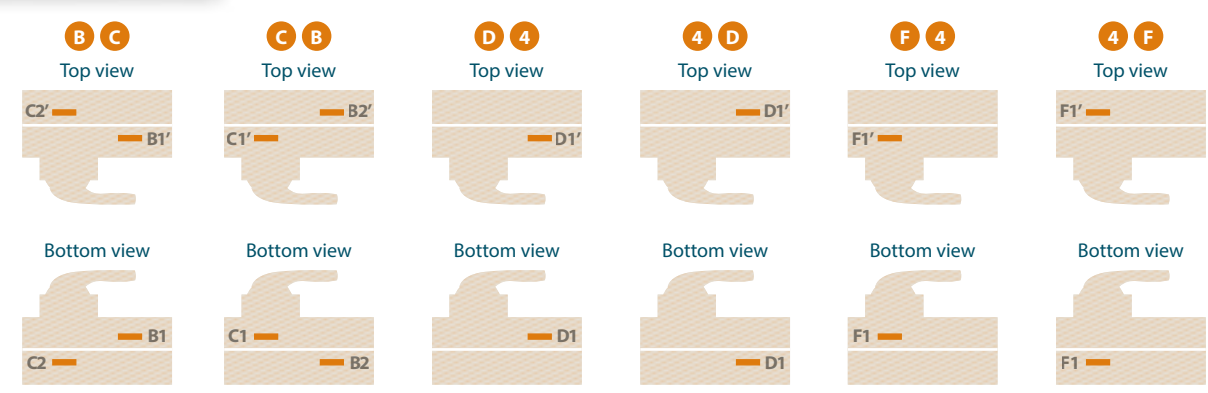 B C
C B
D 4
4 D
F 4
4 F
Top view
Top view
Top view
Top view
Top view
Top view
C2’
B1’
B2’
C1’
D1’
D1’
F1’
F1’
Bottom view
Bottom view
Bottom view
Bottom view
Bottom view
Bottom view
B1
C2
C1
B2
D1
D1
F1
F1